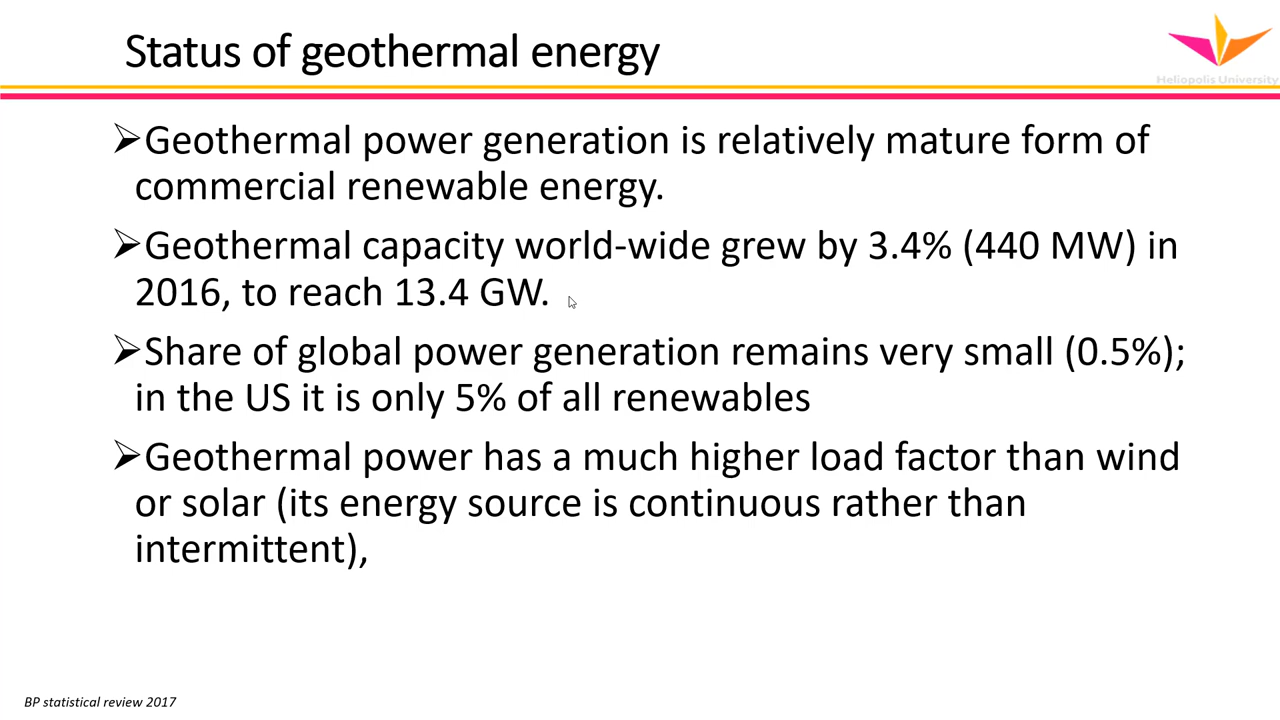 Status of geothermal energy
Heliopolis University
➢Geothermal power generation is relatively mature form of
commercial renewable energy.
➢Geothermal capacity world-wide grew by 3.4% (440 MW) in
2016, to reach 13.4 GW.
➢Share of global power generation remains very small (0.5%);
in the US it is only 5% of all renewables
➢Geothermal power has a much higher load factor than wind
or solar (its energy source is continuous rather than
intermittent),
BP statistical review 2017